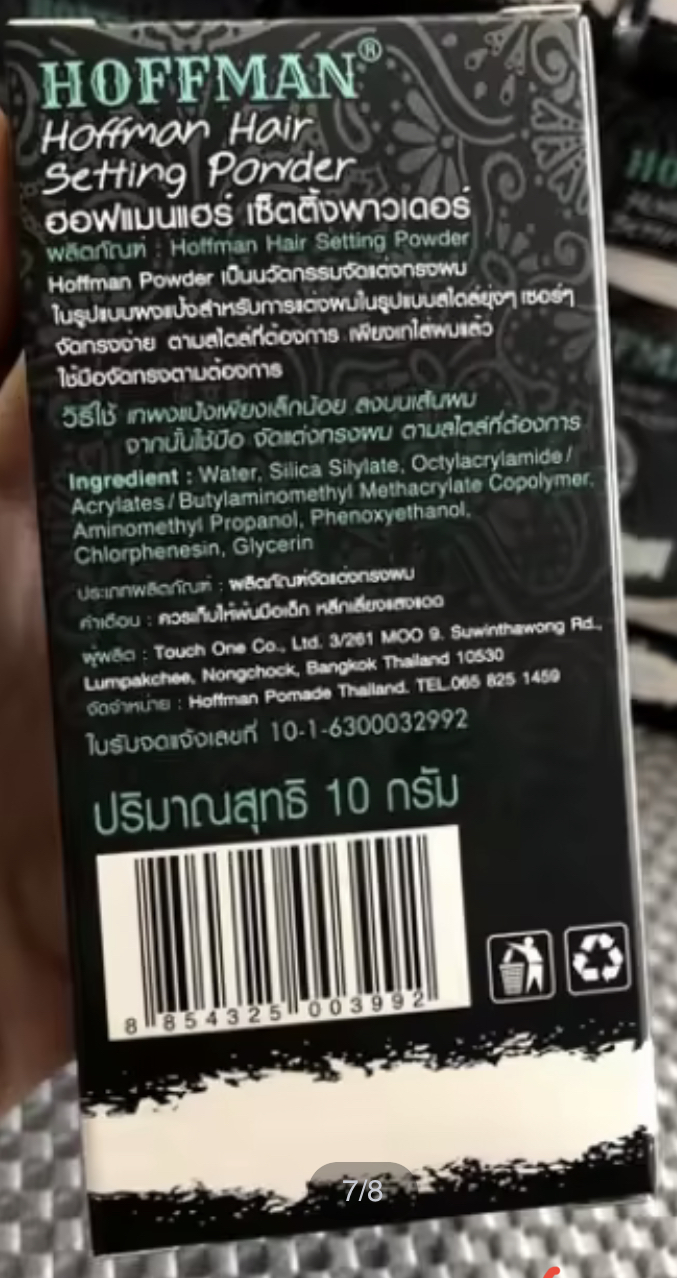 HOFFMAN®
Hoffman Hair
Setting Powder
ฮอฟแมนแฮร์ เซ็ตติ้งพาวเดอร์
ผลิตภัณฑ์ : Hoffman Hair Setting Powder
Hoffman Powder เป็นนวัตกรรมจัดแต่งทรงผม
ในรูปแบบผงแป้งสำหรับการแต่งผมในรูปแบบสไตล์ยุ่งๆ เซอร์ๆ
จัดทรงง่าย ตามสไตล์ที่ต้องการ เพียงเทใส่ผมแล้ว
ใช้มือจัดทรงตามต้องการ
วิธีใช้ เทผงแป้งเพียงเล็กน้อย ลงบนเส้นผม
จากนั้นใช้มือ จัดแต่งทรงผม ตามสไตล์ที่ต้องการ
Ingredient : Water, Silica Silylate, Octylacrylamide /
Acrylates / Butylaminomethyl Methacrylate Copolymer,
Aminomethyl Propanol, Phenoxyethanol,
Chlorphenesin, Glycerin
ประเภทผลิตภัณฑ์ : ผลิตภัณฑ์จัดแต่งทรงผม
คำเตือน : ควรเก็บให้พ้นมือเด็ก หลีกเลี่ยงแสงแดด
ผู้ผลิต : Touch One Co., Ltd. 3/261 MOO 9. Suwinthawong Rd.,
Lumpakchee, Nongchock, Bangkok Thailand 10530
จัดจำหน่าย : Hoffman Pomade Thailand. TEL.065 825 1459
ใบรับจดแจ้งเลขที่ 10-1-6300032992
ปริมาณสุทธิ 10 กรัม
8 854325 003992
7/8